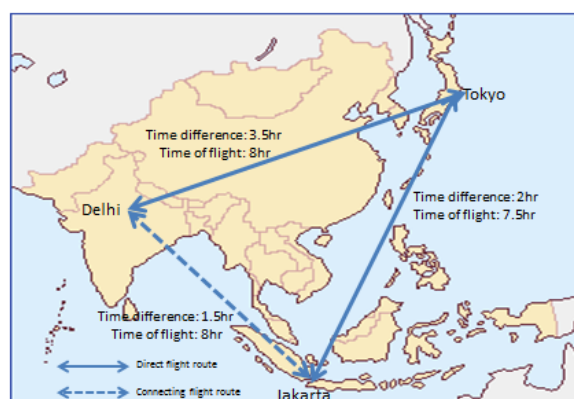 Tokyo
Time difference: 3.5hr
Time of flight: 8hr
Time difference: 2hr
Time of flight: 7.5hr
Delhi
Time difference: 1.5hr
Time of flight: 8hr
Direct flight route
Connecting flight route
Jakarta